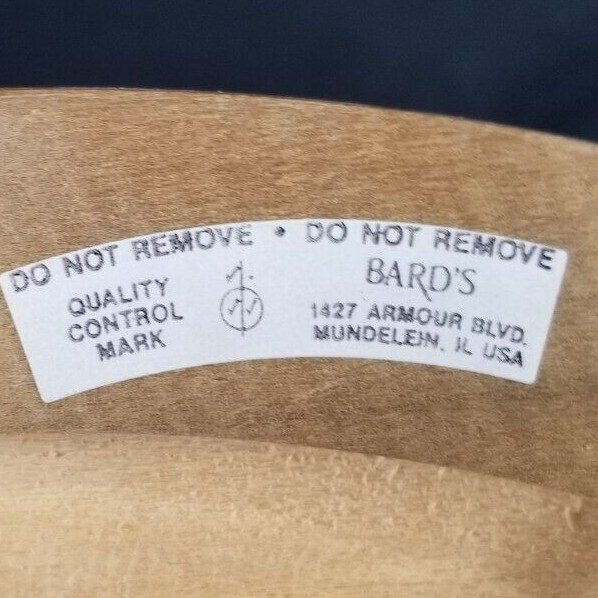 DO NOT REMOVE • DO NOT REMOVE
QUALITY
CONTROL
MARK
BARD'S
1427 ARMOUR BLVD.
MUNDELEIN, IL USA